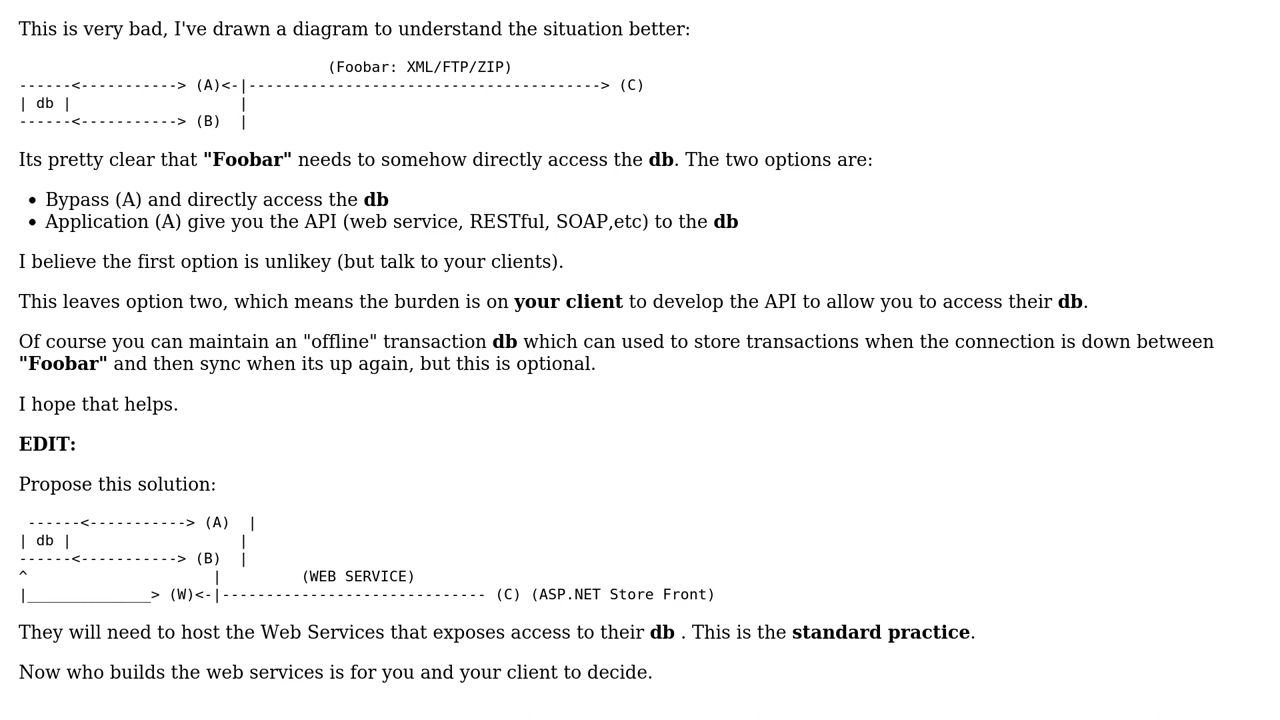 This is very bad, I've drawn a diagram to understand the situation better:
                                   (Foobar: XML/FTP/ZIP)
------<-----------> (A)<-|----------------------------------------> (C)
| db |                   |
------<-----------> (B)  |
Its pretty clear that "Foobar" needs to somehow directly access the db. The two options are:
• Bypass (A) and directly access the db
• Application (A) give you the API (web service, RESTful, SOAP,etc) to the db
I believe the first option is unlikey (but talk to your clients).
This leaves option two, which means the burden is on your client to develop the API to allow you to access their db.
Of course you can maintain an "offline" transaction db which can used to store transactions when the connection is down between
"Foobar" and then sync when its up again, but this is optional.
I hope that helps.
EDIT:
Propose this solution:
 ------<-----------> (A)  |
| db |                   |
------<-----------> (B)  |
^                     |         (WEB SERVICE)
|______________> (W)<-|------------------------------ (C) (ASP.NET Store Front)
They will need to host the Web Services that exposes access to their db . This is the standard practice.
Now who builds the web services is for you and your client to decide.